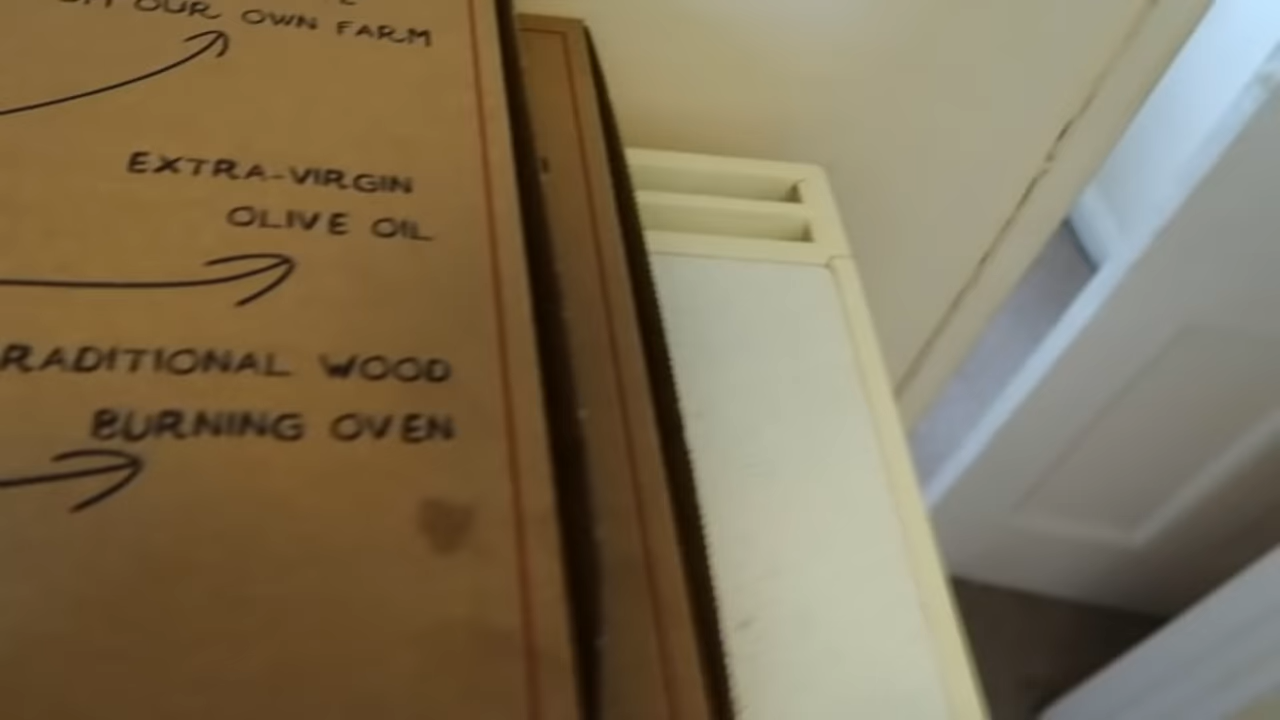 OUR OWN FARM
EXTRA-VIRGIN
OLIVE OIL
RADITIONAL WOOD
BURNING OVEN